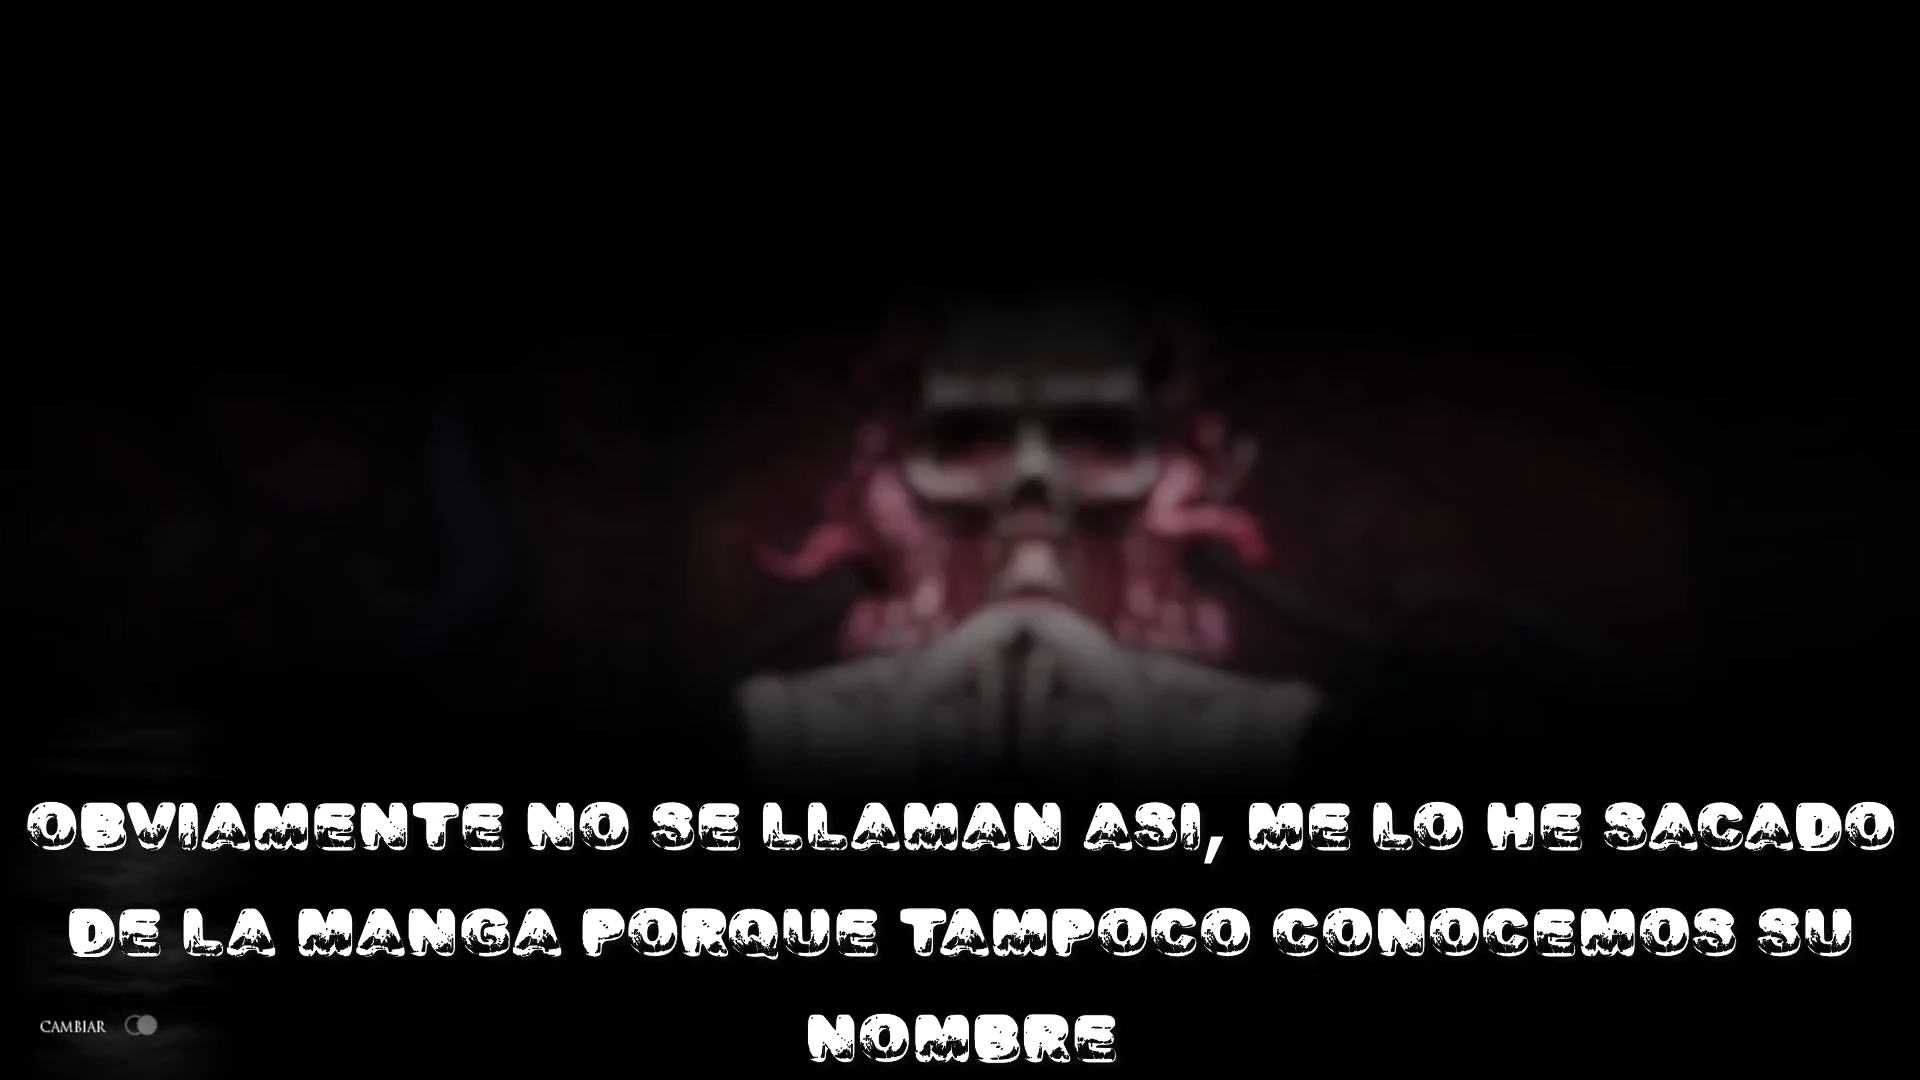 OBVIAMENTE NO SE LLAMAN ASI, ME LO HE SACADO
DE LA MANGA PORQUE TAMPOCO CONOCEMOS SU
NOMBRE
CAMBIAR